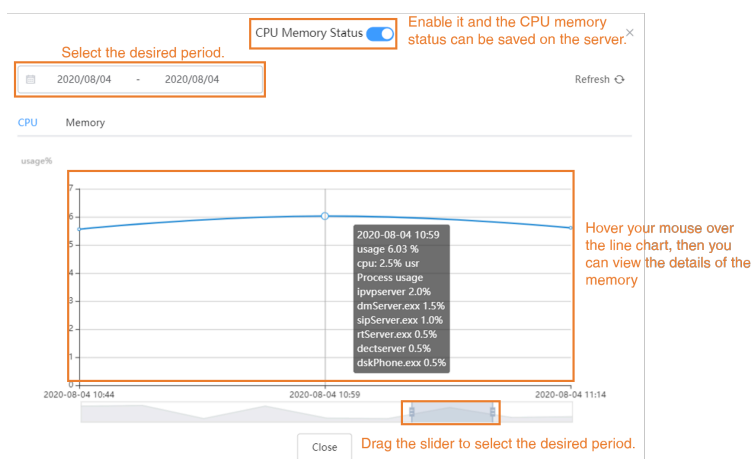 CPU Memory Status
Enable it and the CPU memory
status can be saved on the server.
Select the desired period.
2020/08/04 - 2020/08/04
Refresh
CPU Memory
usage%
7
6
5
4
3
2
1
0
2020-08-04 10:59
usage 6.03 %
cpu: 2.5% usr
Process usage
ipvpserver 2.0%
dmServer.exx 1.5%
sipServer.exx 1.0%
rtServer.exx 0.5%
dectserver 0.5%
dskPhone.exx 0.5%
Hover your mouse over
the line chart, then you
can view the details of the
memory
2020-08-04 10:44
2020-08-04 10:59
2020-08-04 11:14
Close
Drag the slider to select the desired period.